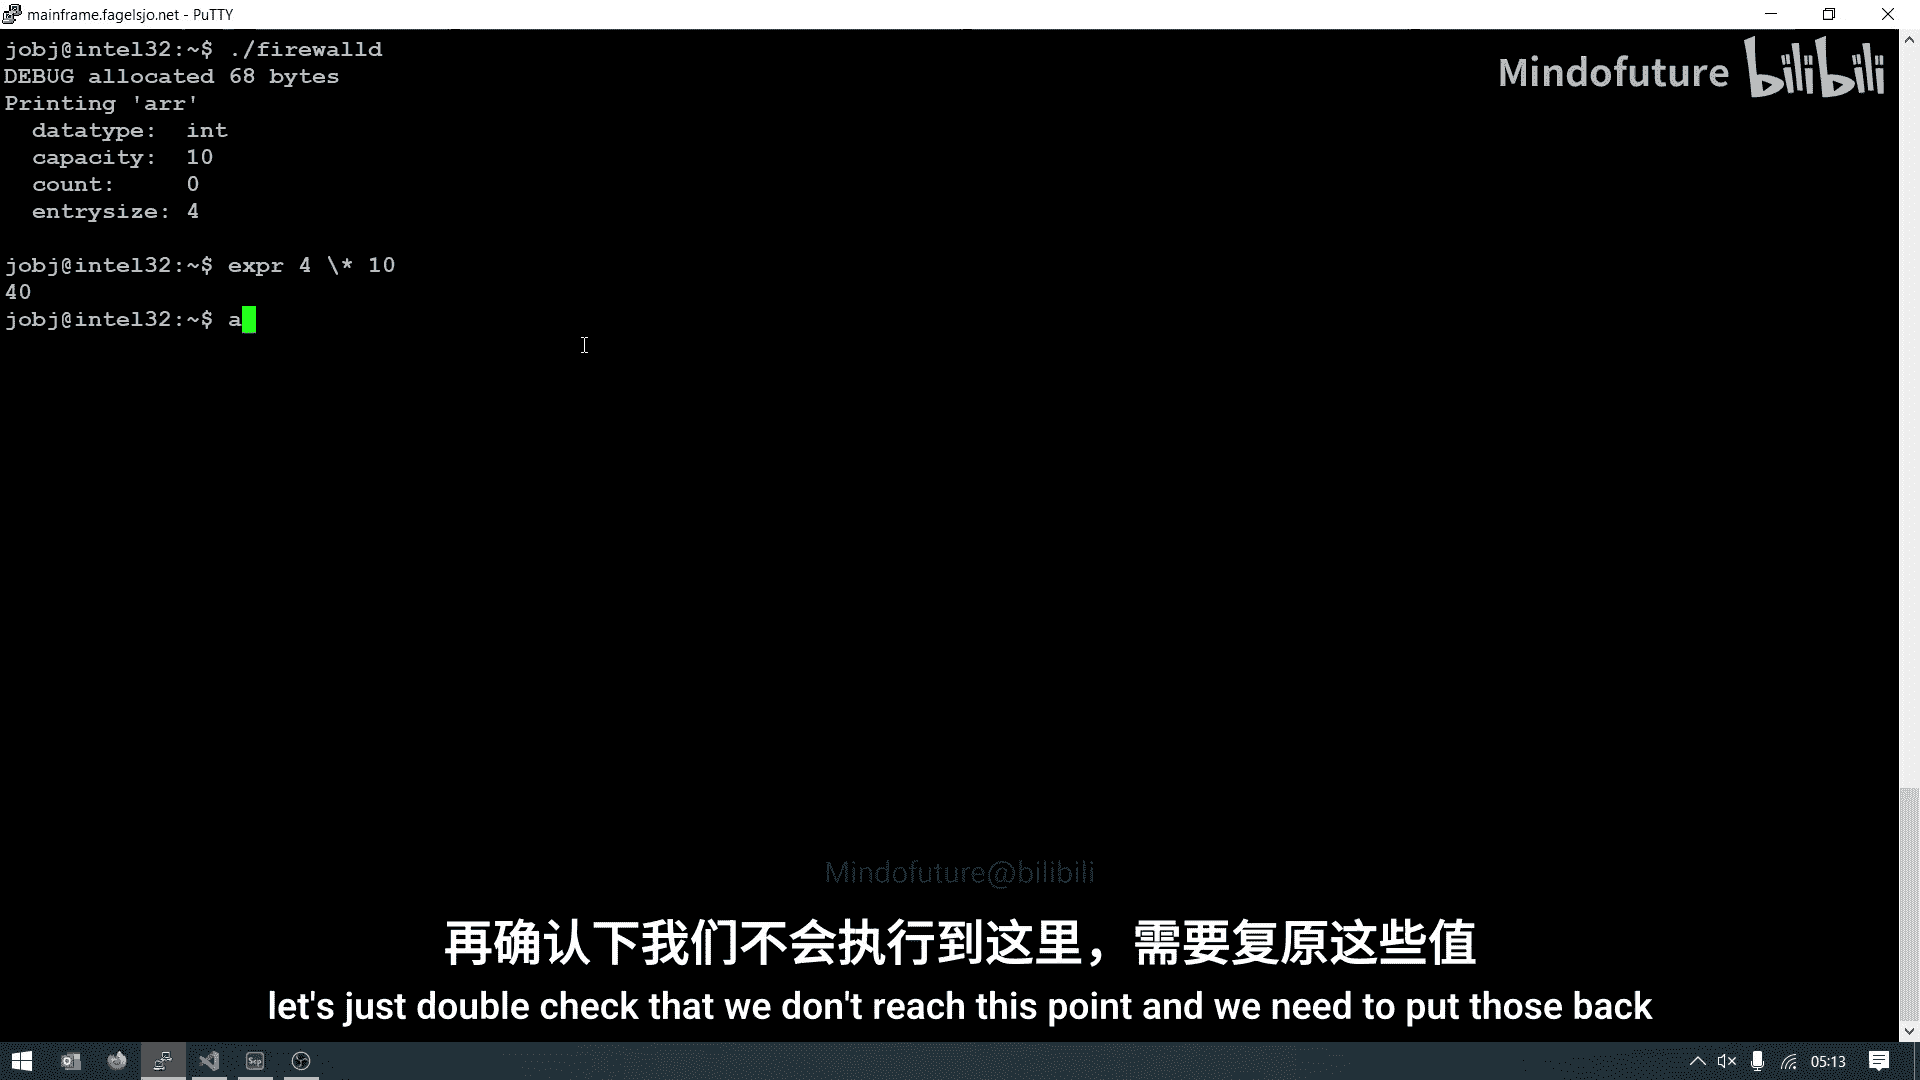 mainframe.fagelsjo.net - PuTTY
jobj@intel32:~$ ./firewalld
DEBUG allocated 68 bytes
Printing 'arr'
  datatype:  int
  capacity:  10
  count:     0
  entrysize: 4
jobj@intel32:~$ expr 4 \* 10
40
jobj@intel32:~$ a
Mindofuture bilibili
Mindofuture@bilibili
再确认下我们不会执行到这里，需要复原这些值
let's just double check that we don't reach this point and we need to put those back
05:13